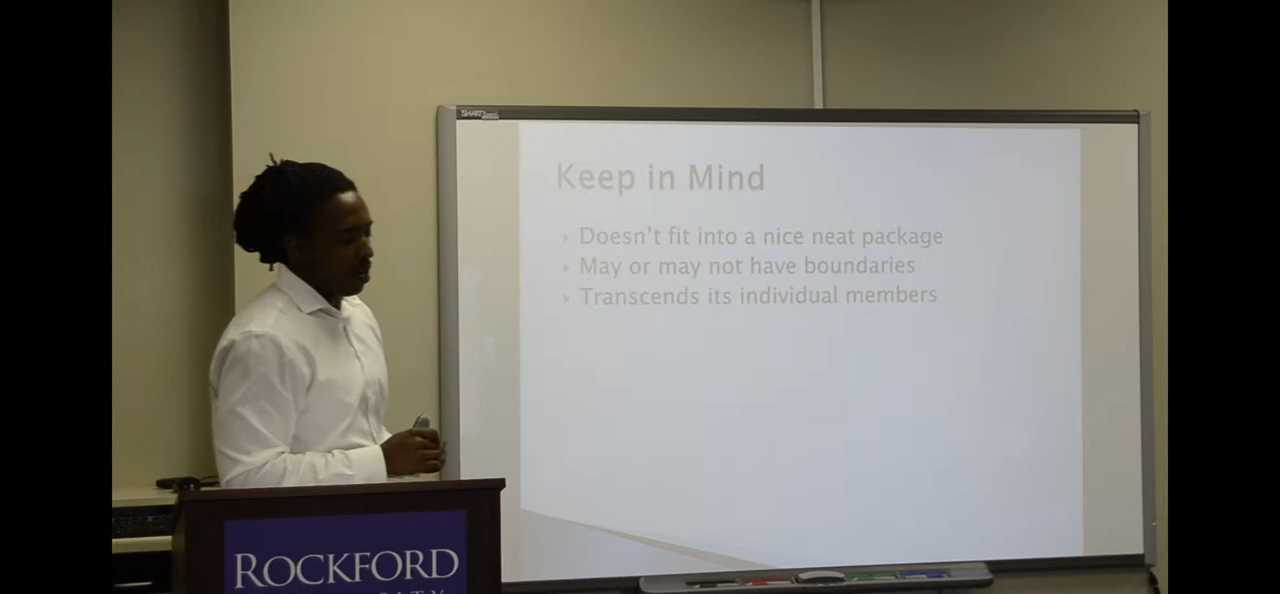 SMART
Keep in Mind
Doesn't fit into a nice neat package
May or may not have boundaries
Transcends its individual members
ROCKFORD